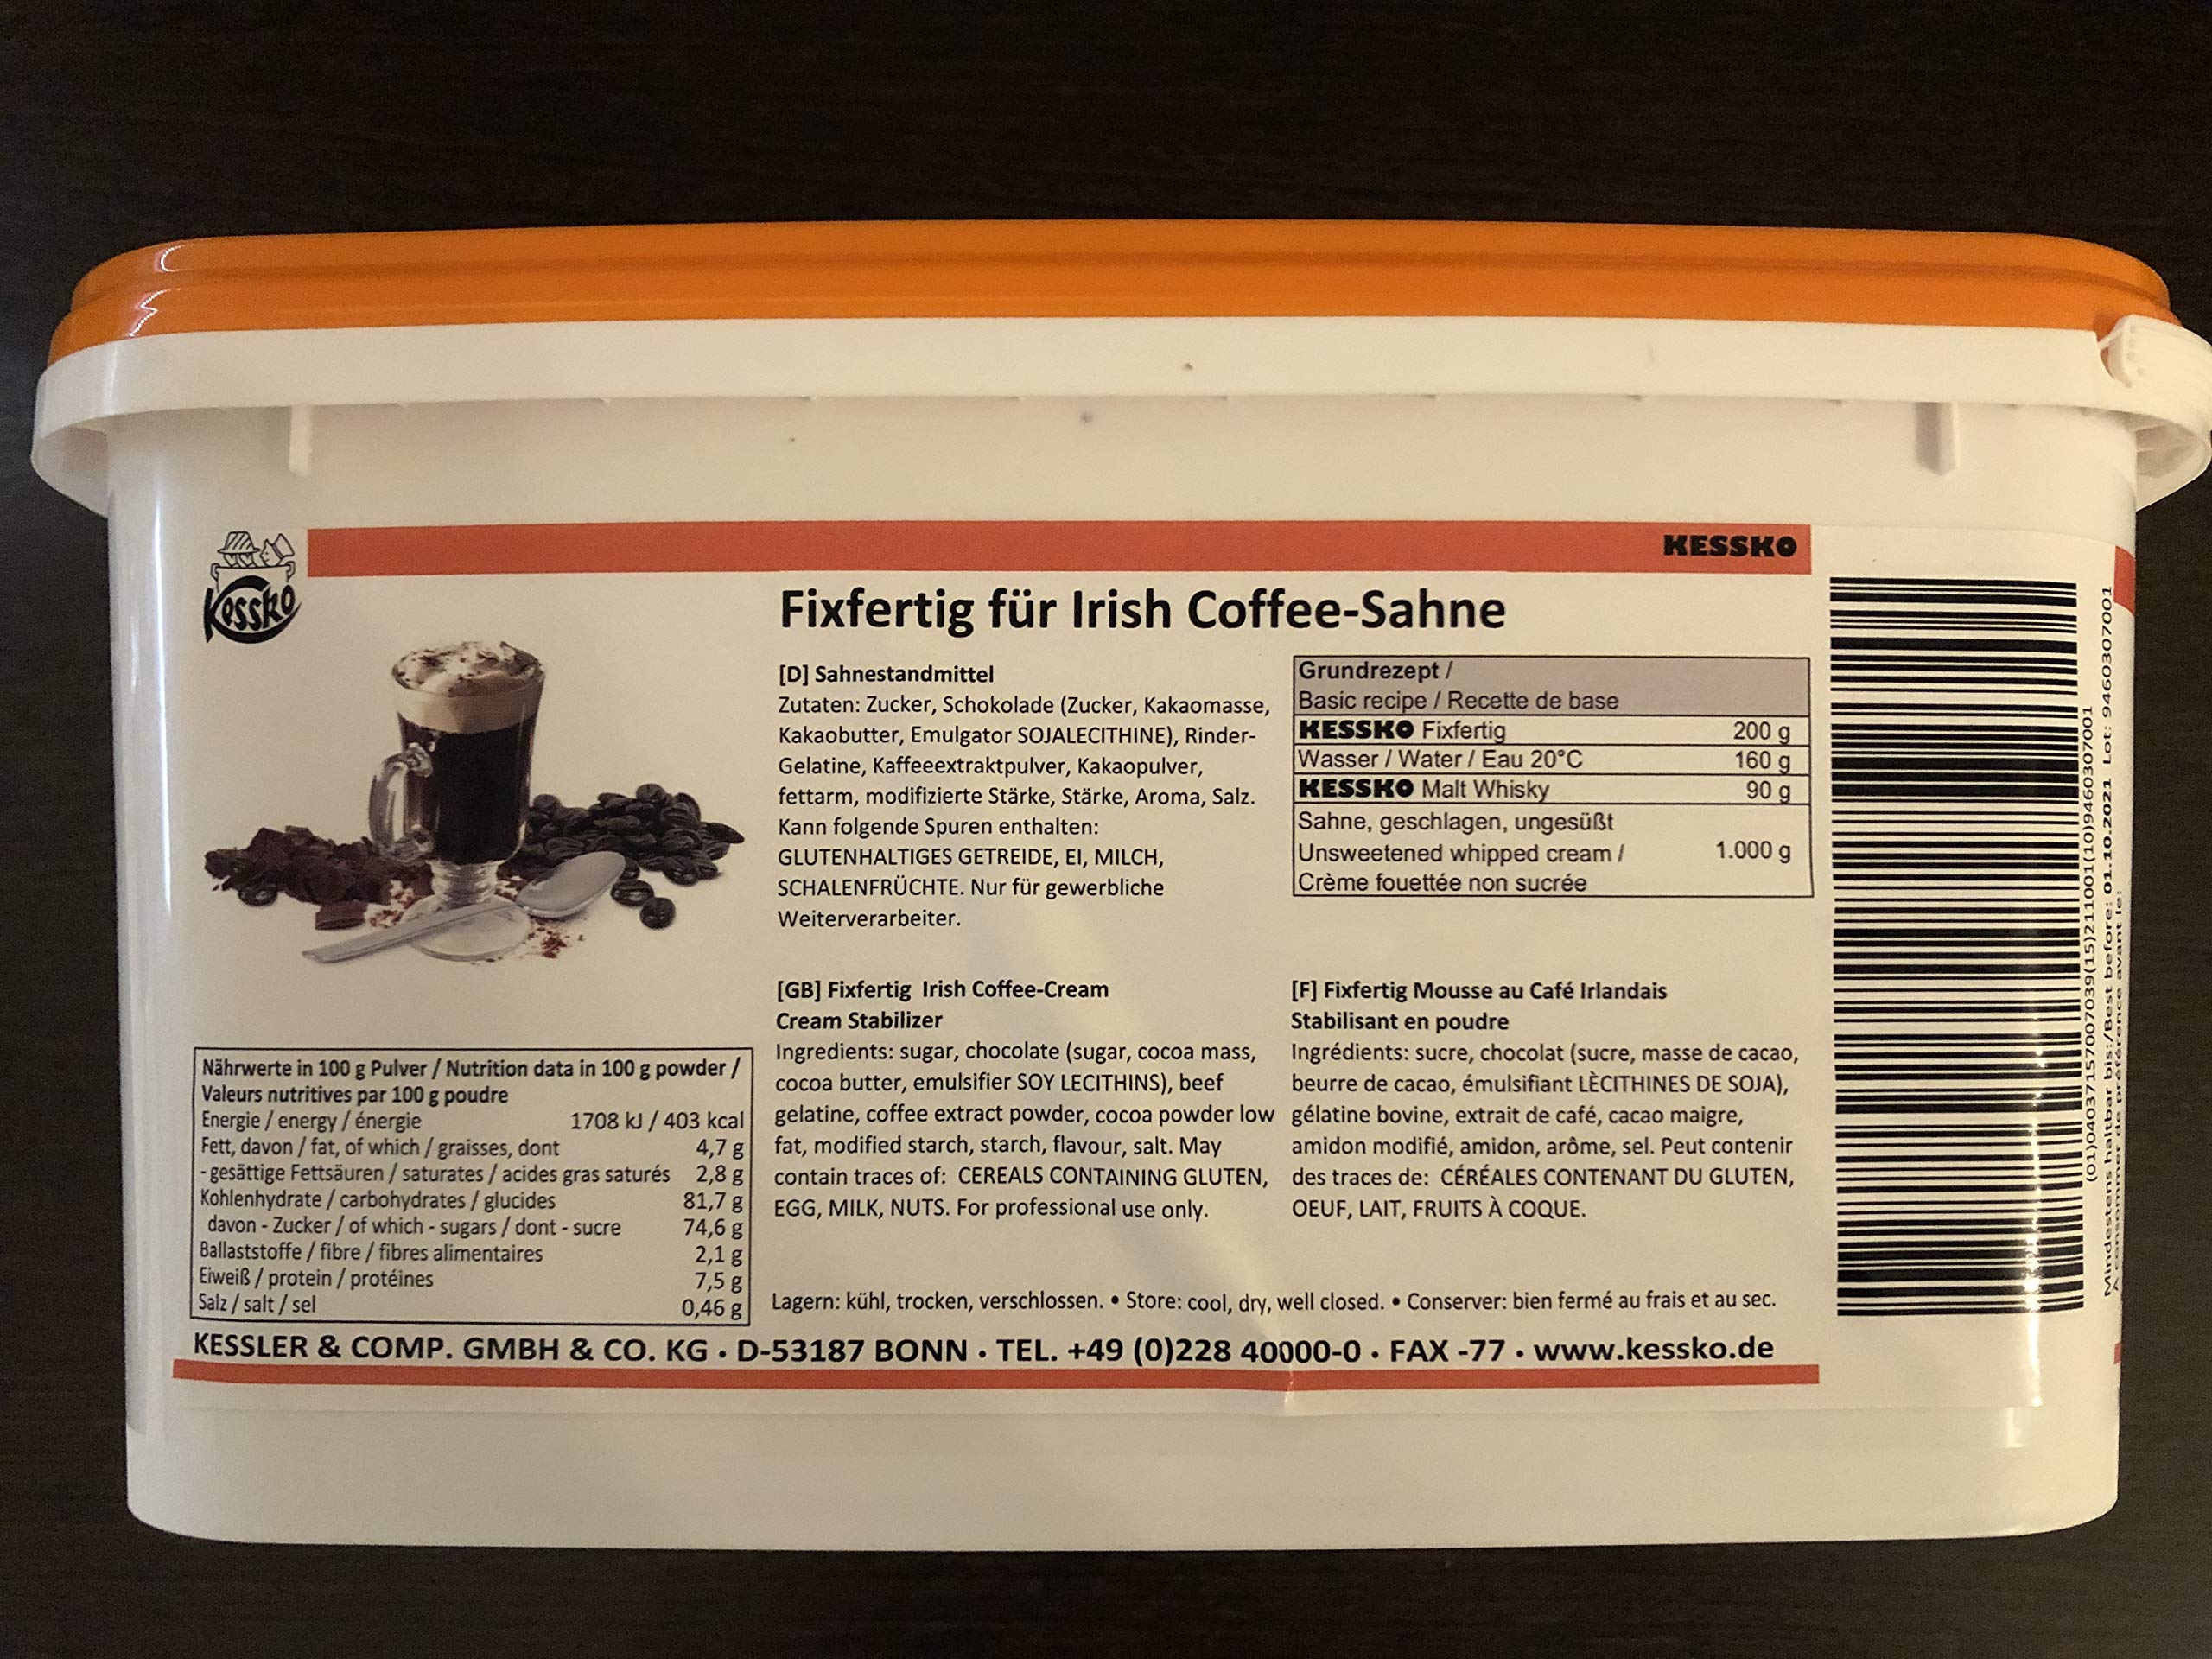 KESSKO
Kessko
Fixfertig für Irish Coffee-Sahne
[D] Sahnestandmittel
Zutaten: Zucker, Schokolade (Zucker, Kakaomasse,
Kakaobutter, Emulgator SOJALECITHINE), Rinder-
Gelatine, Kaffeeextraktpulver, Kakaopulver,
fettarm, modifizierte Stärke, Stärke, Aroma, Salz.
Kann folgende Spuren enthalten:
GLUTENHALTIGES GETREIDE, EI, MILCH,
SCHALENFRÜCHTE. Nur für gewerbliche
Weiterverarbeiter.
Grundrezept /
Basic recipe / Recette de base
KESSKO Fixfertig 200 g
Wasser / Water / Eau 20°C 160 g
KESSKO Malt Whisky 90 g
Sahne, geschlagen, ungesüßt
Unsweetened whipped cream / 1.000 g
Crème fouettée non sucrée
[GB] Fixfertig Irish Coffee-Cream
Cream Stabilizer
Ingredients: sugar, chocolate (sugar, cocoa mass,
cocoa butter, emulsifier SOY LECITHINS), beef
gelatine, coffee extract powder, cocoa powder low
fat, modified starch, starch, flavour, salt. May
contain traces of: CEREALS CONTAINING GLUTEN,
EGG, MILK, NUTS. For professional use only.
[F] Fixfertig Mousse au Café Irlandais
Stabilisant en poudre
Ingrédients: sucre, chocolat (sucre, masse de cacao,
beurre de cacao, émulsifiant LÈCITHINES DE SOJA),
gélatine bovine, extrait de café, cacao maigre,
amidon modifié, amidon, arôme, sel. Peut contenir
des traces de: CÉRÉALES CONTENANT DU GLUTEN,
OEUF, LAIT, FRUITS À COQUE.
Nährwerte in 100 g Pulver / Nutrition data in 100 g powder /
Valeurs nutritives par 100 g poudre
Energie / energy / énergie 1708 kJ / 403 kcal
Fett, davon / fat, of which / graisses, dont 4,7 g
- gesättige Fettsäuren / saturates / acides gras saturés 2,8 g
Kohlenhydrate / carbohydrates / glucides 81,7 g
davon - Zucker / of which - sugars / dont - sucre 74,6 g
Ballaststoffe / fibre / fibres alimentaires 2,1 g
Eiweiß / protein / protéines 7,5 g
Salz / salt / sel 0,46 g
Lagern: kühl, trocken, verschlossen. • Store: cool, dry, well closed. • Conserver: bien fermé au frais et au sec.
KESSLER & COMP. GMBH & CO. KG • D-53187 BONN • TEL. +49 (0)228 40000-0 • FAX -77 • www.kessko.de
(01)04037157007039(15)211001(10)94603070​01
Mindestens haltbar bis:/Best before: 01.10.2021 Lot: 9460307001
A consommer de préférence avant le: